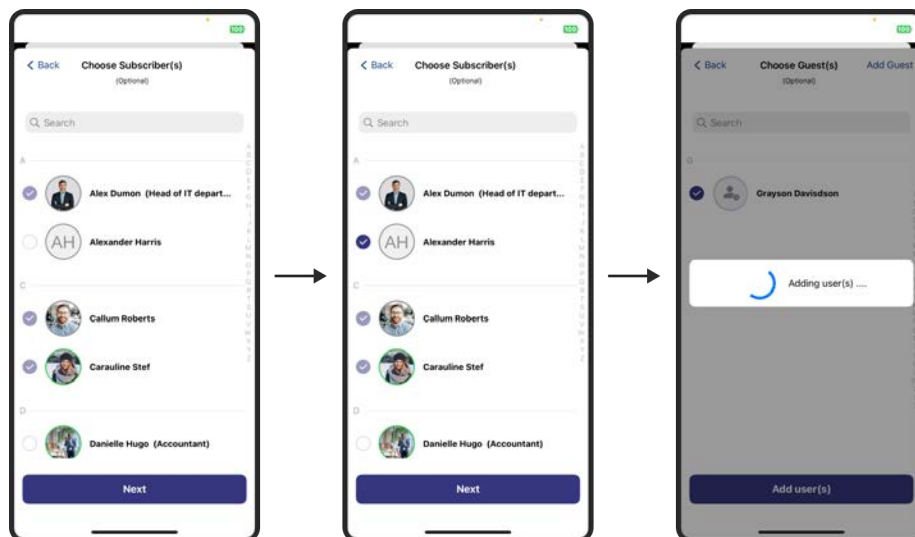 100
Back Choose Subscriber(s)
(Optional)
Search
A
Alex Dumon (Head of IT depart...
AH Alexander Harris
C
Callum Roberts
Carauline Stef
D
Danielle Hugo (Accountant)
Next
100
Back Choose Subscriber(s)
(Optional)
Search
A
Alex Dumon (Head of IT depart...
AH Alexander Harris
C
Callum Roberts
Carauline Stef
D
Danielle Hugo (Accountant)
Next
100
Back Choose Guest(s) Add Guest
(Optional)
Search
G
Grayson Davisdson
Adding user(s) ....
Add user(s)